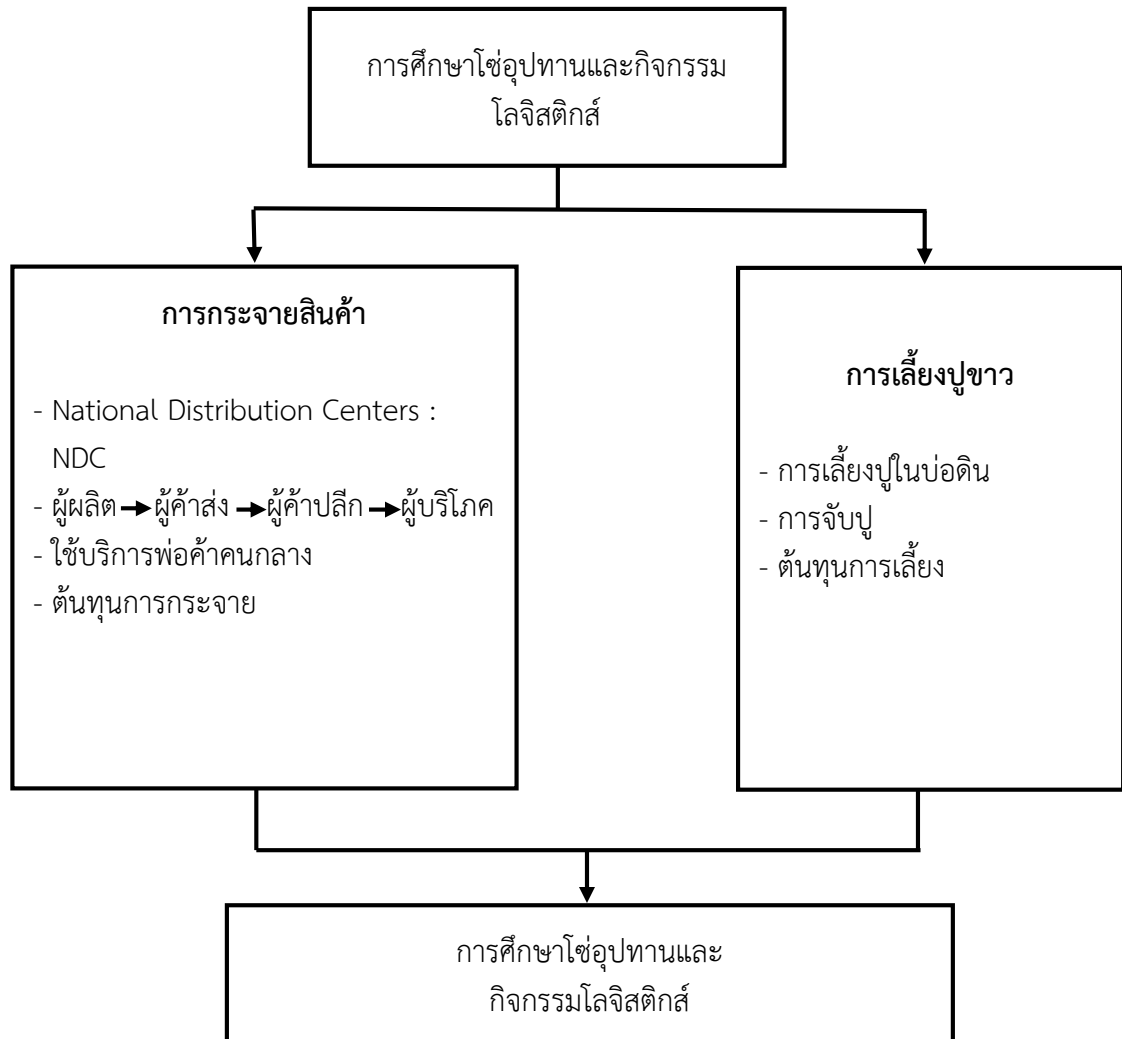 การศึกษาโซ่อุปทานและกิจกรรม
โลจิสติกส์
การกระจายสินค้า
- National Distribution Centers :
NDC
- ผู้ผลิต → ผู้ค้าส่ง → ผู้ค้าปลีก → ผู้บริโภค
- ใช้บริการพ่อค้าคนกลาง
- ต้นทุนการกระจาย
การเลี้ยงปูขาว
- การเลี้ยงปูในบ่อดิน
- การจับปู
- ต้นทุนการเลี้ยง
การศึกษาโซ่อุปทานและ
กิจกรรมโลจิสติกส์